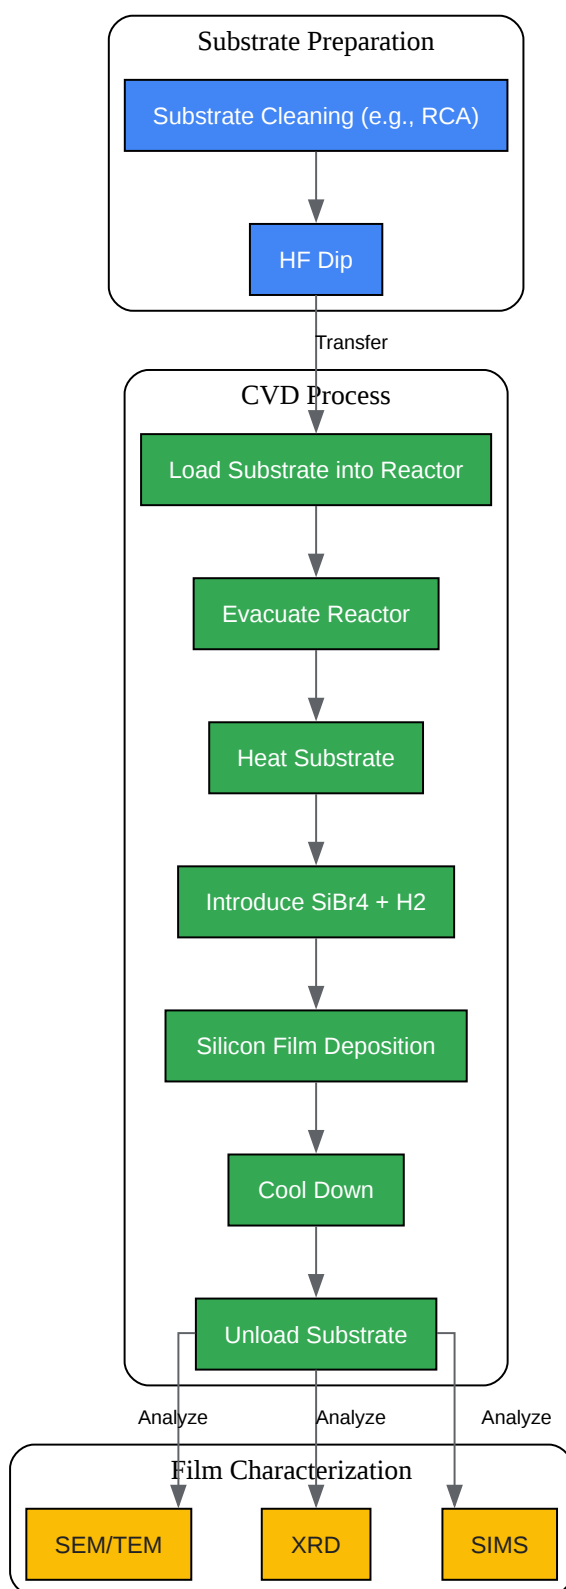 Substrate Preparation
Substrate Cleaning (e.g., RCA)
HF Dip
Transfer
CVD Process
Load Substrate into Reactor
Evacuate Reactor
Heat Substrate
Introduce SiBr4 + H2
Silicon Film Deposition
Cool Down
Unload Substrate
Analyze
Analyze
Analyze
Film Characterization
SEM/TEM
XRD
SIMS